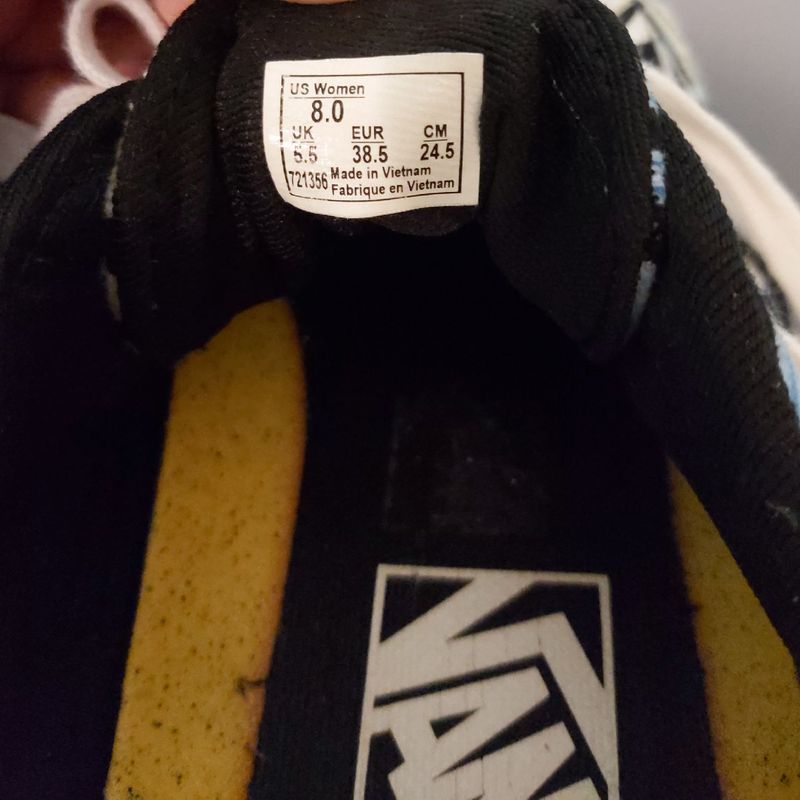 US Women
8.0
UK EUR CM
5.5 38.5 24.5
721356 Made in Vietnam
Fabrique en Vietnam
VAN